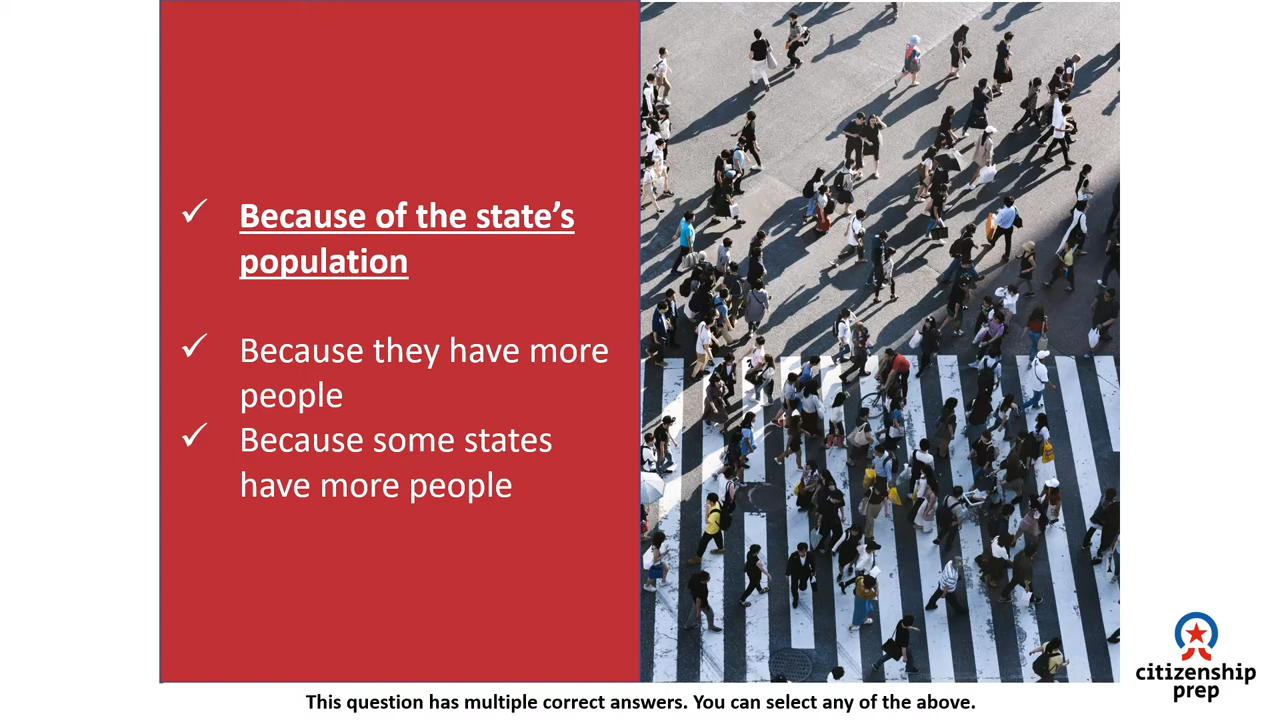 ✓ Because of the state’s
population
✓ Because they have more
people
✓ Because some states
have more people
citizenship
prep
This question has multiple correct answers. You can select any of the above.